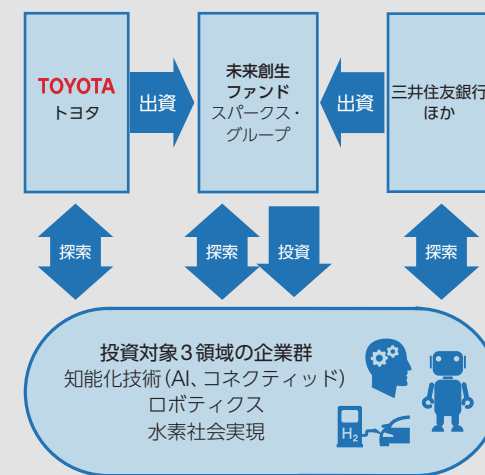 TOYOTA
トヨタ
出資
未来創生
ファンド
スパークス・
グループ
出資
三井住友銀行
ほか
探索
探索
投資
探索
投資対象3領域の企業群
知能化技術(AI、コネクティッド)
ロボティクス
水素社会実現
H2